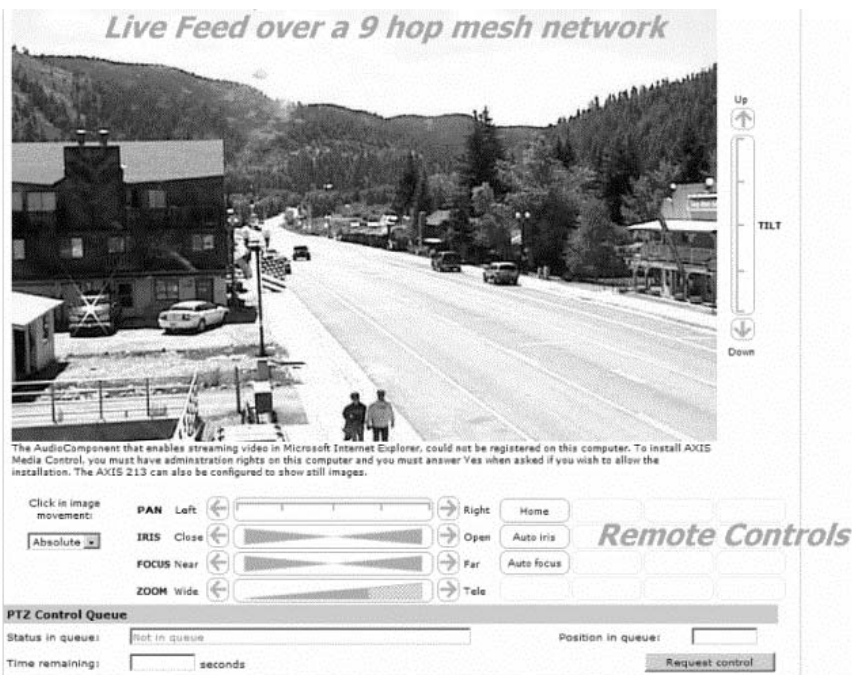 Live Feed over a 9 hop mesh network
Up
TILT
Down
The AudioComponent that enables streaming video in Microsoft Internet Explorer, could not be registered on this computer. To install AXIS
Media Control, you must have adminstration rights on this computer and you must answer Yes when asked if you wish to allow the
installation. The AXIS 213 can also be configured to show still images.
Click in image
movement:
Absolute
PAN Left Right Home
IRIS Close Open Auto iris
FOCUS Near Far Auto focus
ZOOM Wide Tele
Remote Controls
PTZ Control Queue
Status in queue: Not in queue Position in queue:
Time remaining: seconds Request control